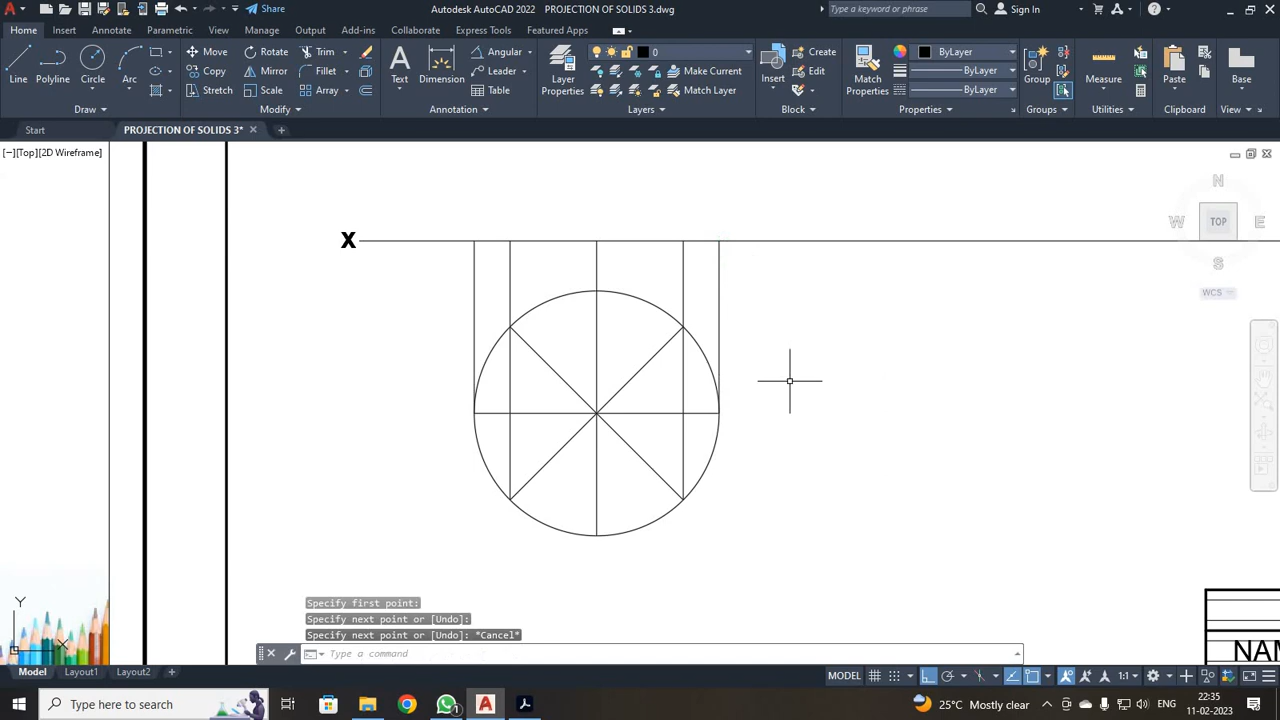 Share
Autodesk AutoCAD 2022 PROJECTION OF SOLIDS 3.dwg
Type a keyword or phrase
Sign In
Home Insert Annotate Parametric View Manage Output Add-ins Collaborate Express Tools Featured Apps
Line Polyline Circle Arc
Move Rotate Trim
Copy Mirror Fillet
Stretch Scale Array
Text Dimension
Angular
Leader
Table
Layer Properties
0
Make Current
Match Layer
Insert
Create
Edit
Match Properties
ByLayer
ByLayer
ByLayer
Group
Measure
Paste
Base
Draw Modify Annotation Layers Block Properties Groups Utilities Clipboard View
Start PROJECTION OF SOLIDS 3*
[−][Top][2D Wireframe]
N
W TOP E
S
WCS
X
Y
X
Specify first point:
Specify next point or [Undo]:
Specify next point or [Undo]: *Cancel*
Type a command
NAM
Model Layout1 Layout2
MODEL
1:1
Type here to search
1
25°C Mostly clear
22:35
11-02-2023